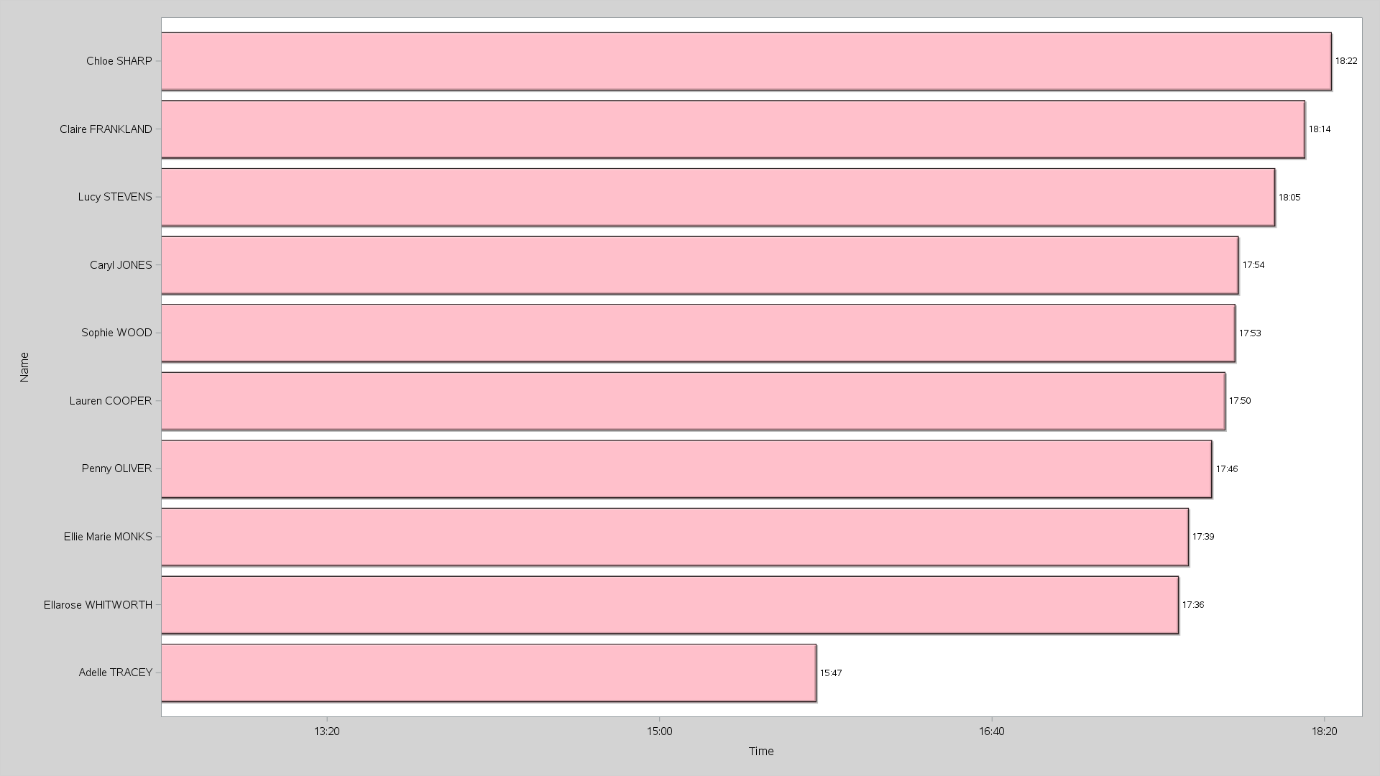 Chloe SHARP 18:22
Claire FRANKLAND 18:14
Lucy STEVENS 18:05
Caryl JONES 17:54
Sophie WOOD 17:53
Lauren COOPER 17:50
Penny OLIVER 17:46
Ellie Marie MONKS 17:39
Ellarose WHITWORTH 17:36
Adelle TRACEY 15:47
Name
13:20 15:00 16:40 18:20
Time